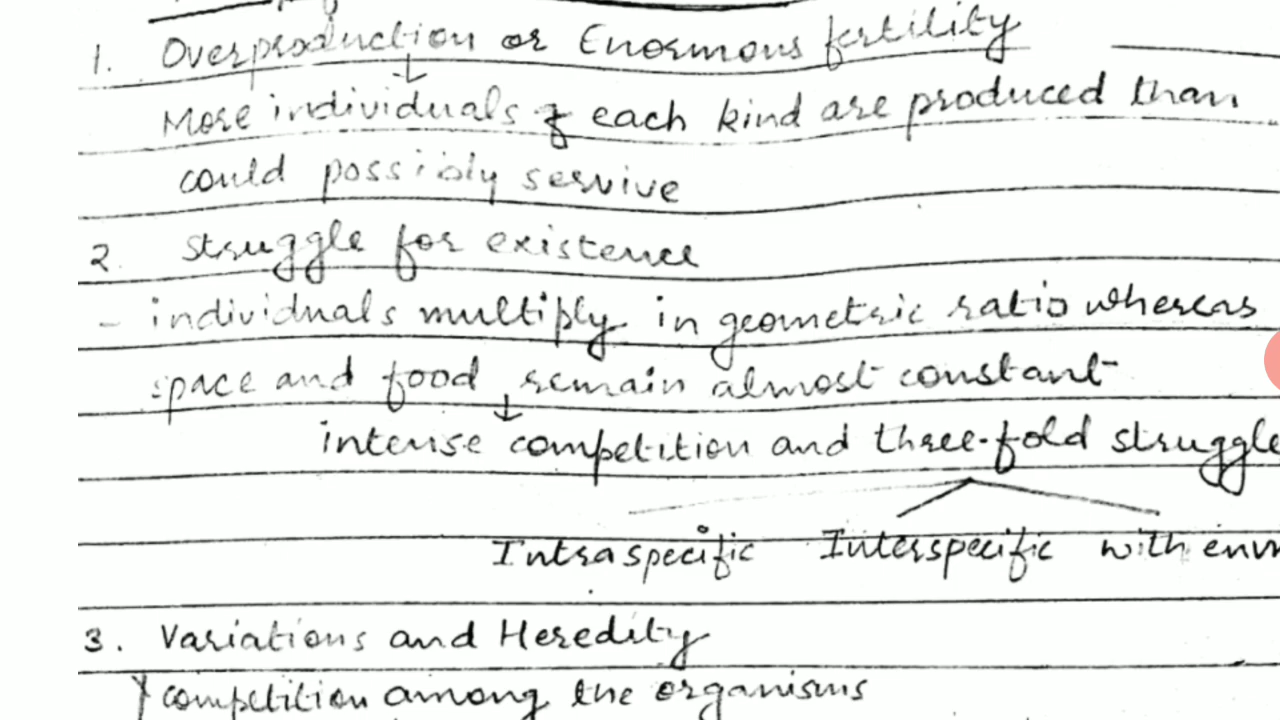 1. Overproduction or Enormous fertility
↓
More individuals of each kind are produced than
could possibly servive
2. Struggle for existence
- individuals multiply in geometric ratio whereas
space and food remain almost constant
↓
intense competition and three-fold struggle
Intraspecific Interspecific with
3. Variations and Heredity
competition among the organisms